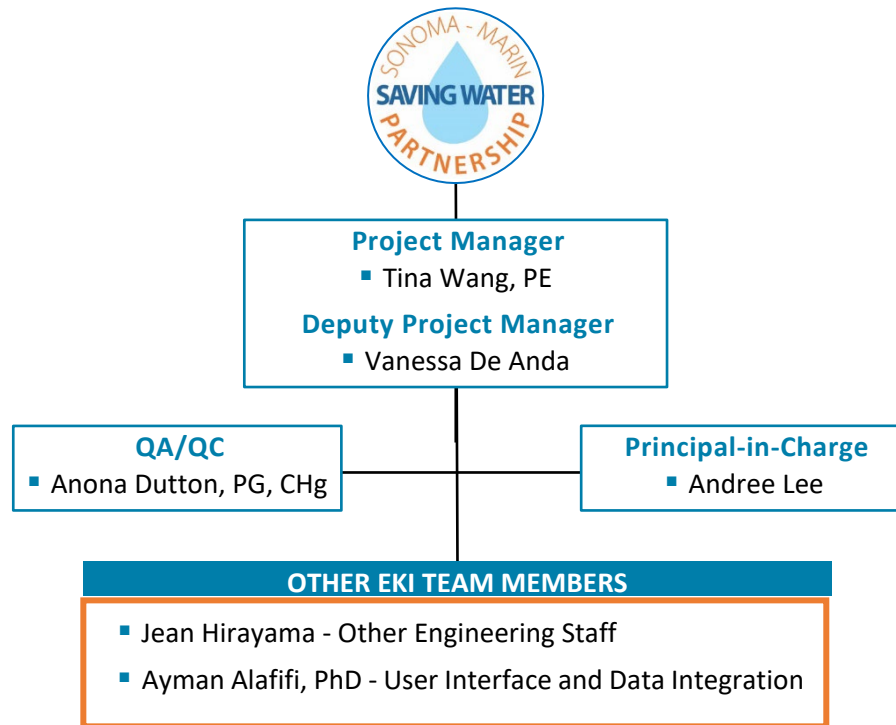 SONOMA - MARIN
SAVING WATER
PARTNERSHIP
Project Manager
▪ Tina Wang, PE
Deputy Project Manager
▪ Vanessa De Anda
QA/QC
▪ Anona Dutton, PG, CHg
Principal-in-Charge
▪ Andree Lee
OTHER EKI TEAM MEMBERS
▪ Jean Hirayama - Other Engineering Staff
▪ Ayman Alafifi, PhD - User Interface and Data Integration